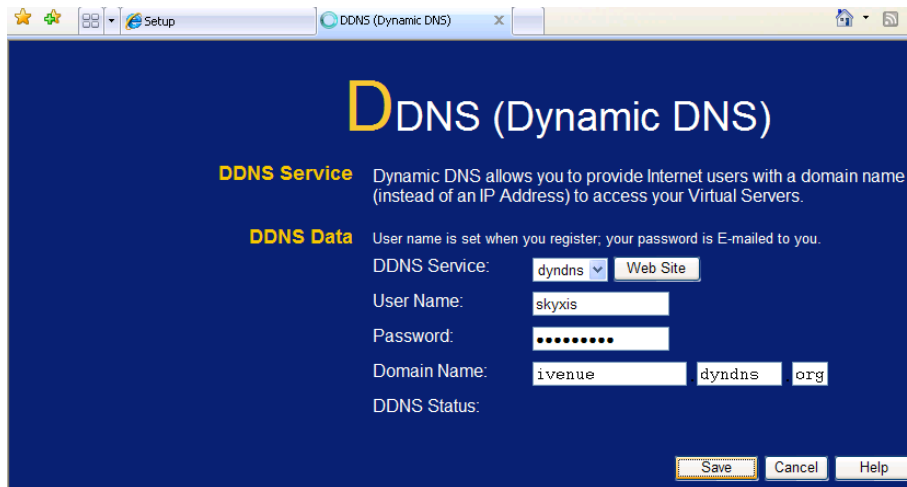 Setup
DDNS (Dynamic DNS)
DDNS (Dynamic DNS)
DDNS Service
Dynamic DNS allows you to provide Internet users with a domain name
(instead of an IP Address) to access your Virtual Servers.
DDNS Data
User name is set when you register; your password is E-mailed to you.
DDNS Service:
dyndns
Web Site
User Name:
skyxis
Password:
•••••••••
Domain Name:
ivenue . dyndns . org
DDNS Status:
Save Cancel Help